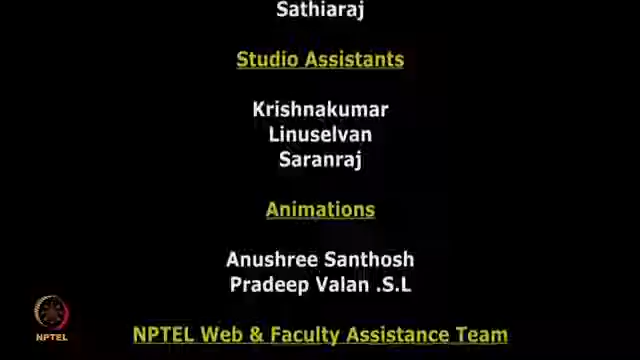 Sathiaraj
Studio Assistants
Krishnakumar
Linuselvan
Saranraj
Animations
Anushree Santhosh
Pradeep Valan .S.L
NPTEL
NPTEL Web & Faculty Assistance Team